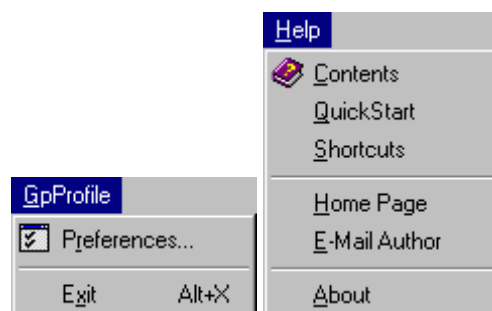 GpProfile
Preferences...
Exit Alt+X
Help
Contents
QuickStart
Shortcuts
Home Page
E-Mail Author
About